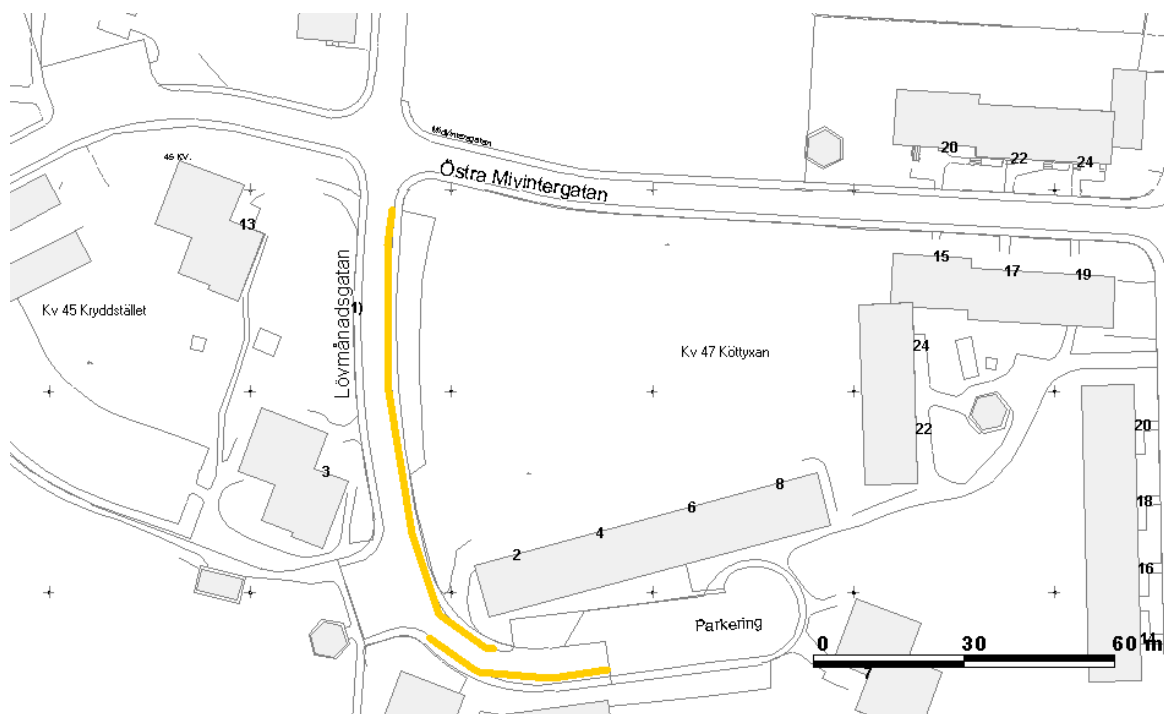 Midvintersgatan
45 KV.
Östra Mivintergatan
20
22
24
13
15
17
19
Lövmånadsgatan
1)
Kv 45 Kryddstället
Kv 47 Köttyxan
24
22
20
3
8
6
4
2
18
16
14
Parkering
0 30 60 m
7